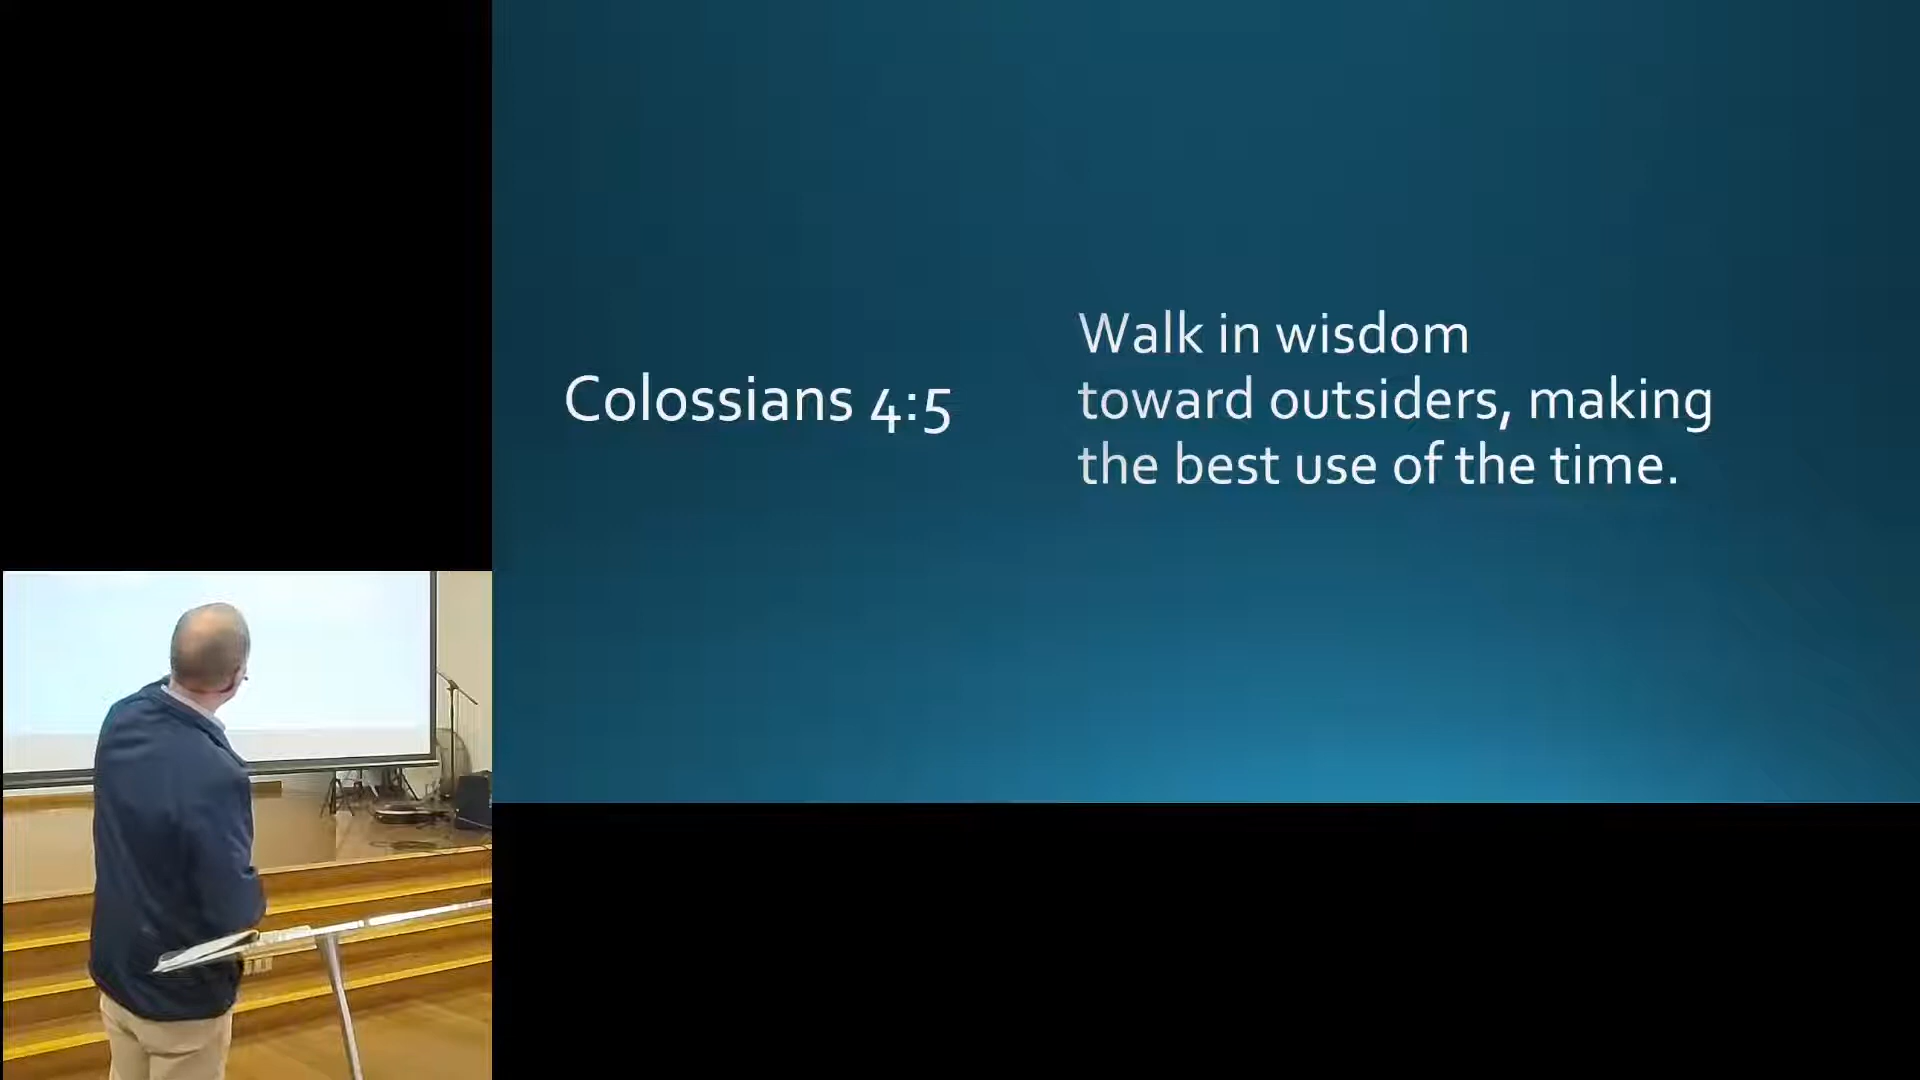 Colossians 4:5
Walk in wisdom
toward outsiders, making
the best use of the time.